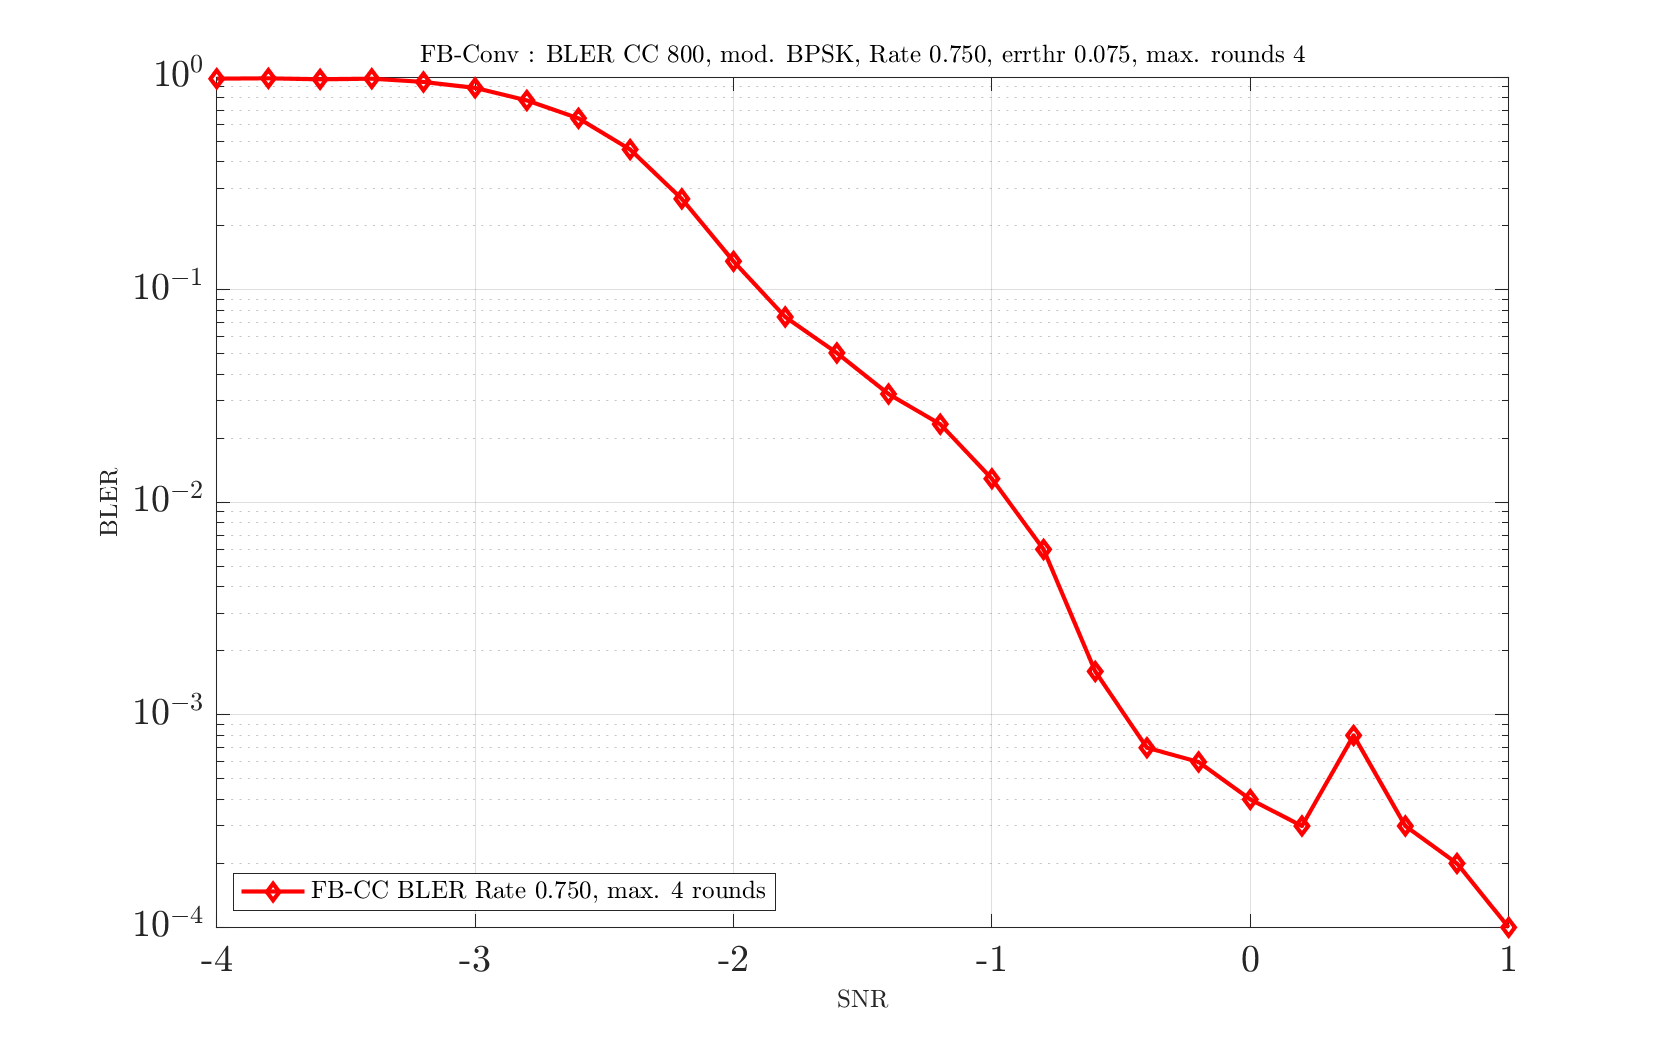 FB-Conv : BLER CC 800, mod. BPSK, Rate 0.750, errthr 0.075, max. rounds 4
10⁰
10⁻¹
10⁻²
10⁻³
10⁻⁴
BLER
FB-CC BLER Rate 0.750, max. 4 rounds
-4 -3 -2 -1 0 1
SNR